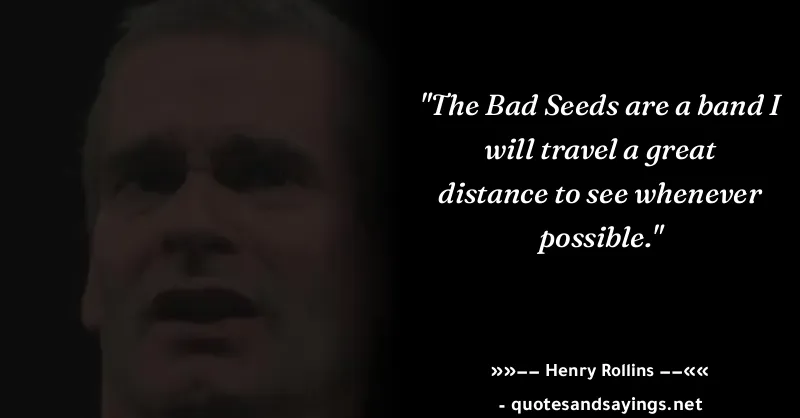 "The Bad Seeds are a band I
will travel a great
distance to see whenever
possible."
»»−− Henry Rollins −−««
- quotesandsayings.net